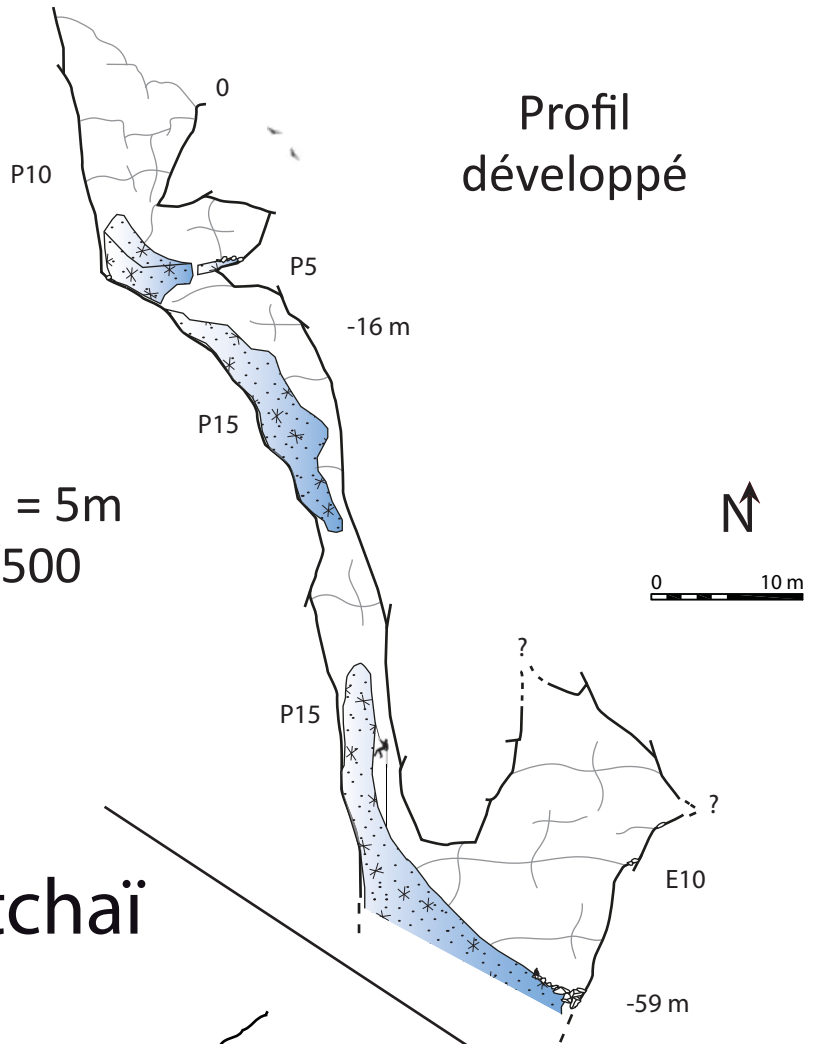 0
Profil
développé
P10
P5
-16 m
P15
= 5m
500
N
0 10 m
?
P15
?
E10
tchaï
-59 m